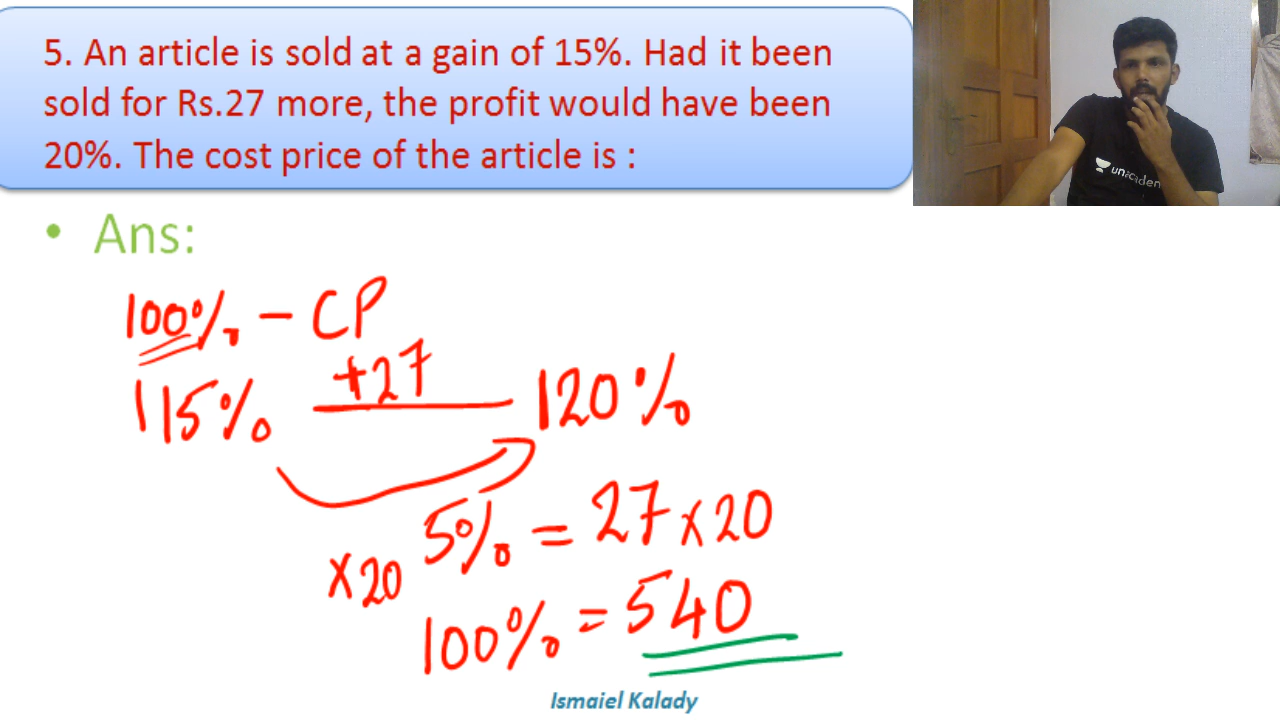 5. An article is sold at a gain of 15%. Had it been
sold for Rs.27 more, the profit would have been
20%. The cost price of the article is :
unacadem
• Ans:
100% - CP
115% +27 120%
5% = 27 x 20
x20
100% = 540
Ismaiel Kalady